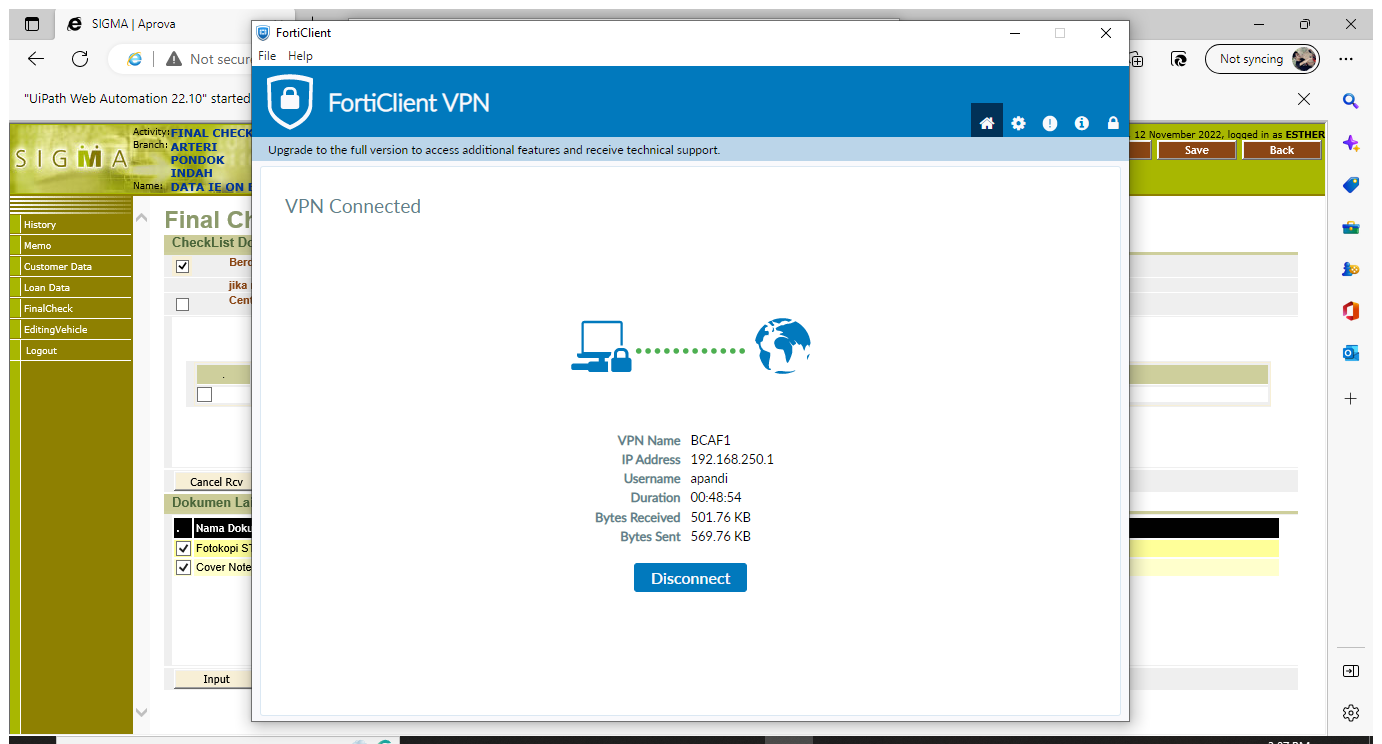 SIGMA | Aprova
FortiClient
File Help
Not secur
Not syncing
"UiPath Web Automation 22.10" started
FortiClient VPN
Upgrade to the full version to access additional features and receive technical support.
SIGMA
Activity: FINAL CHECK
Branch: ARTERI
PONDOK
INDAH
Name: DATA IE ON E
12 November 2022, logged in as ESTHER
Save Back
VPN Connected
History
Memo
Customer Data
Loan Data
FinalCheck
EditingVehicle
Logout
Final Ch
CheckList Do
Berd
jika
Cent
.
Cancel Rcv
Dokumen La
. Nama Doku
Fotokopi ST
Cover Note
Input
VPN Name BCAF1
IP Address 192.168.250.1
Username apandi
Duration 00:48:54
Bytes Received 501.76 KB
Bytes Sent 569.76 KB
Disconnect